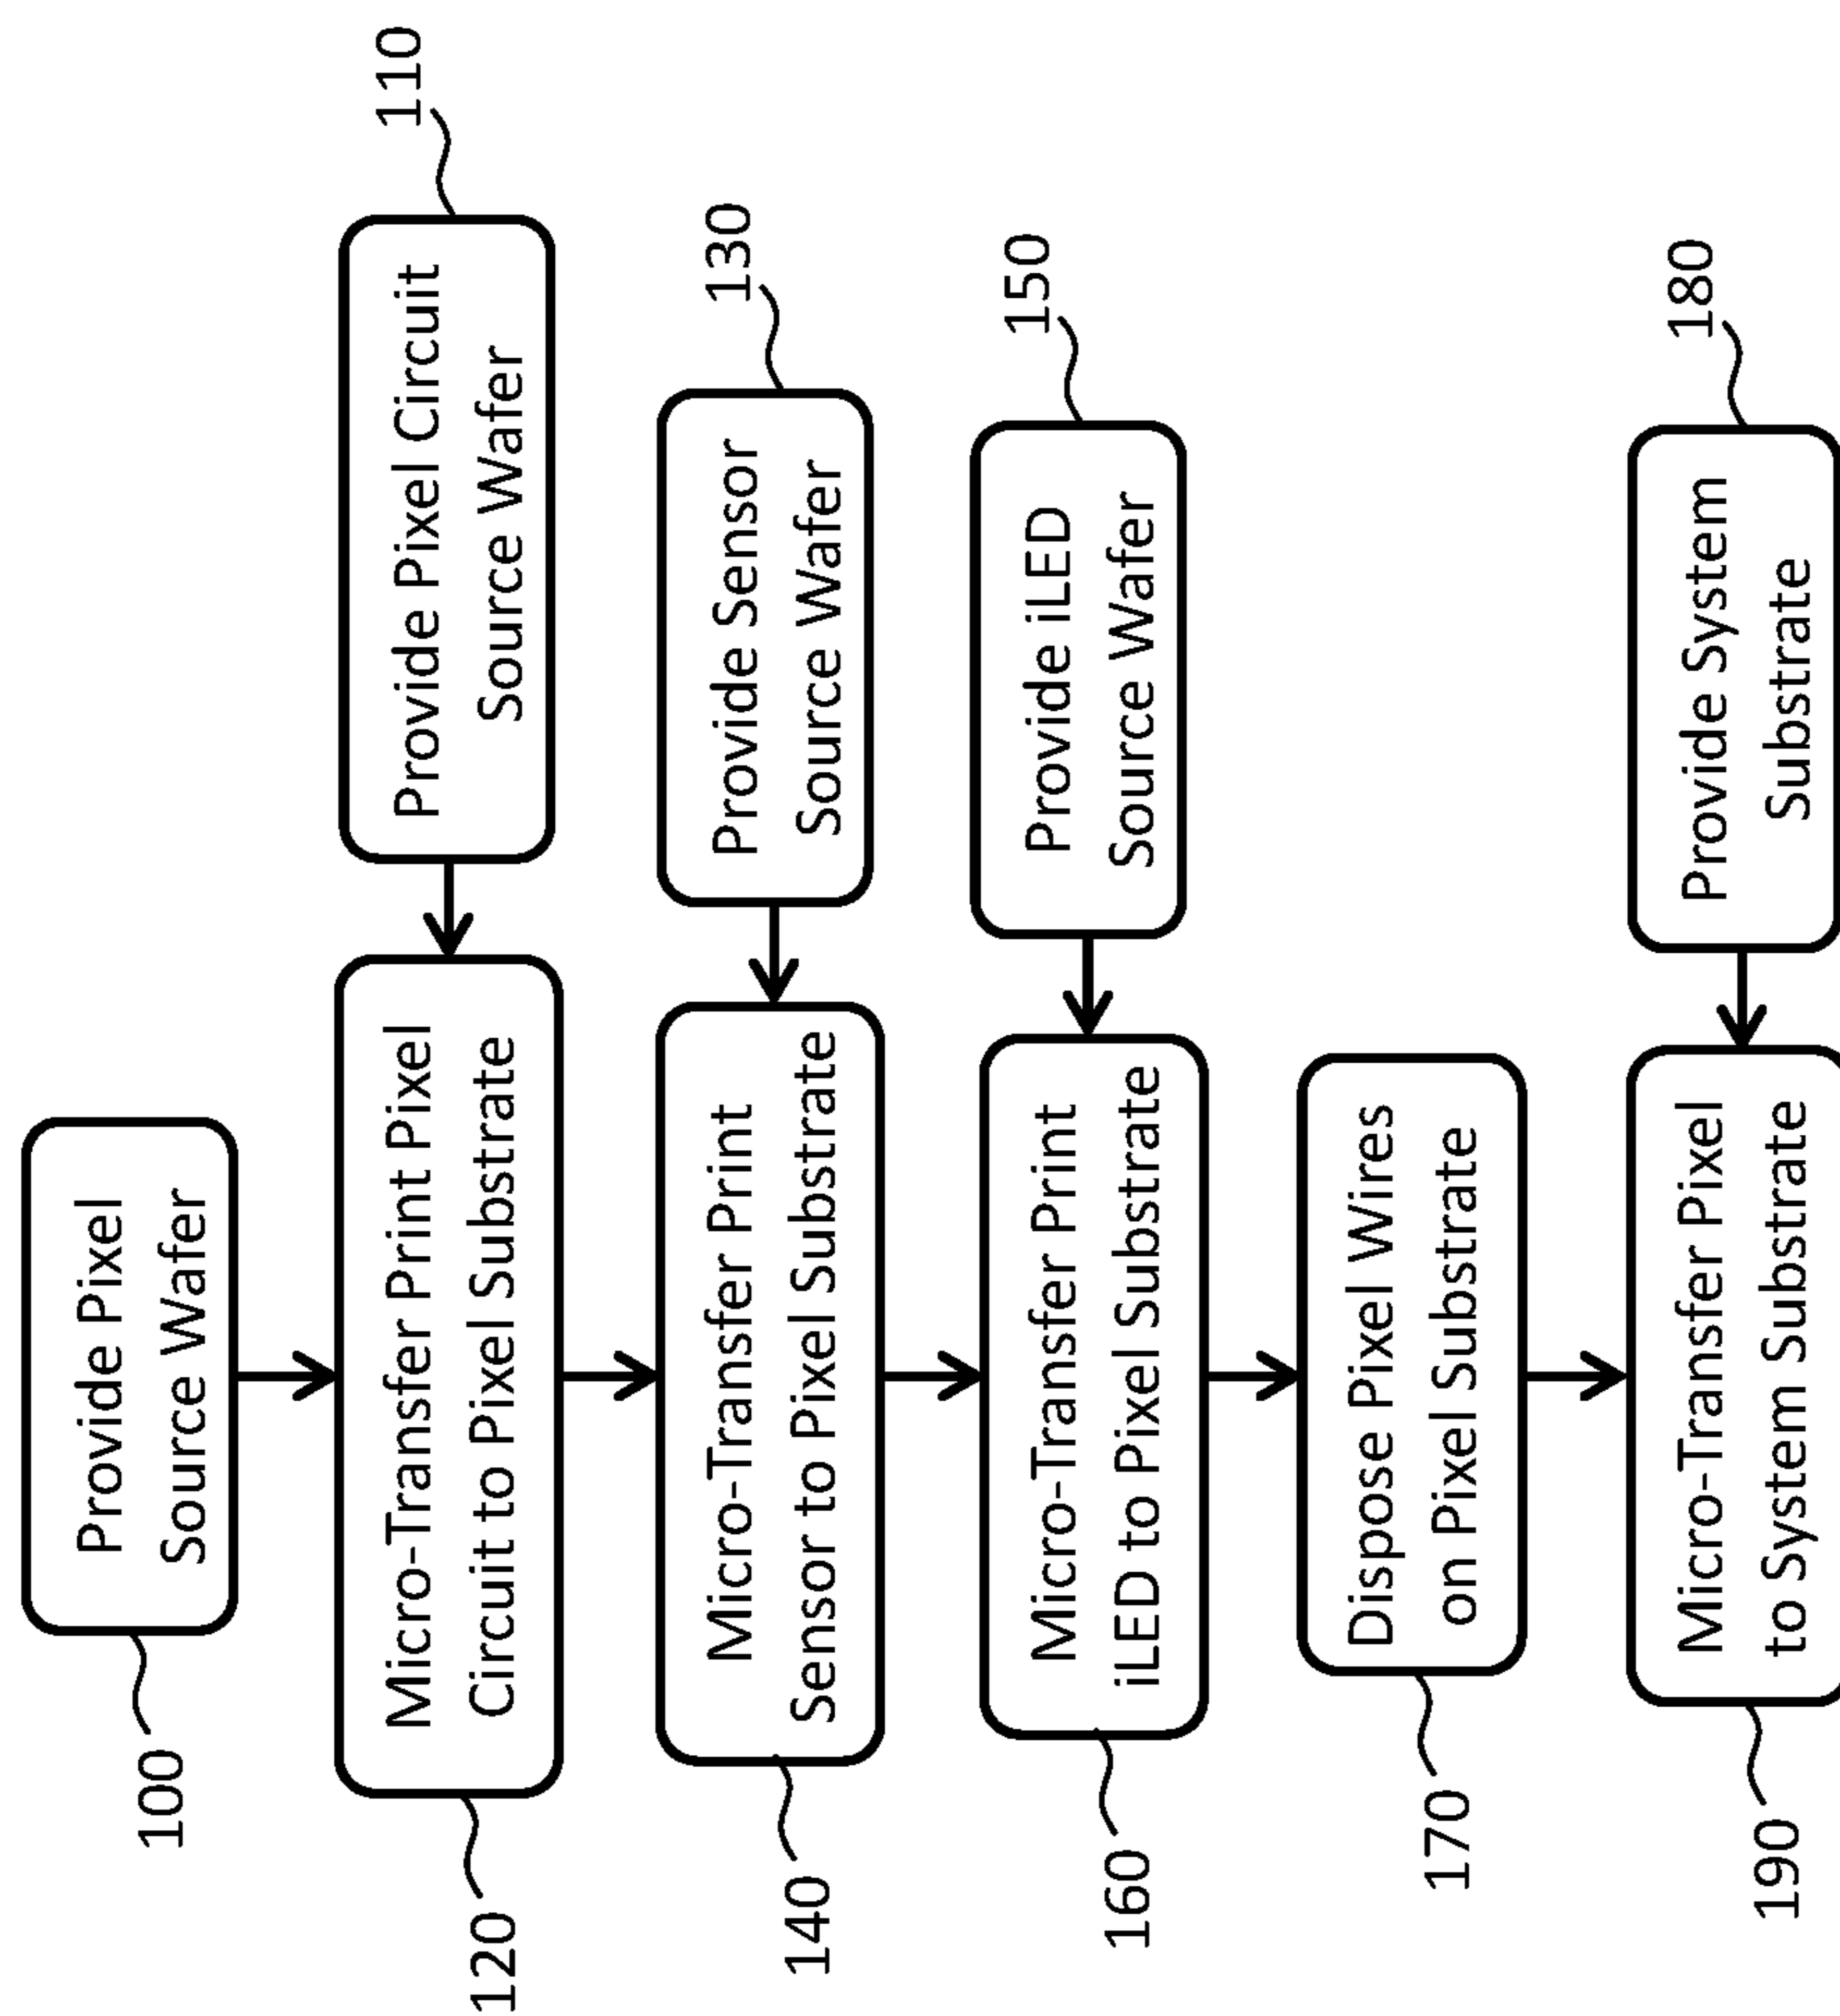 100
Provide Pixel
Source Wafer
120
Micro-Transfer Print Pixel
Circuit to Pixel Substrate
Provide Pixel Circuit
Source Wafer
110
140
Micro-Transfer Print
Sensor to Pixel Substrate
Provide Sensor
Source Wafer
130
160
Micro-Transfer Print
iLED to Pixel Substrate
Provide iLED
Source Wafer
150
170
Dispose Pixel Wires
on Pixel Substrate
190
Micro-Transfer Pixel
to System Substrate
Provide System
Substrate
180